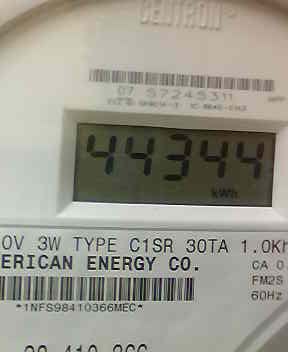 CENTRON
07 57245311
44344
kWh
0V 3W TYPE C1SR 30TA 1.0Kh
ERICAN ENERGY CO.
CA 0.
FM2S
60Hz
*1NFS98410366MEC*